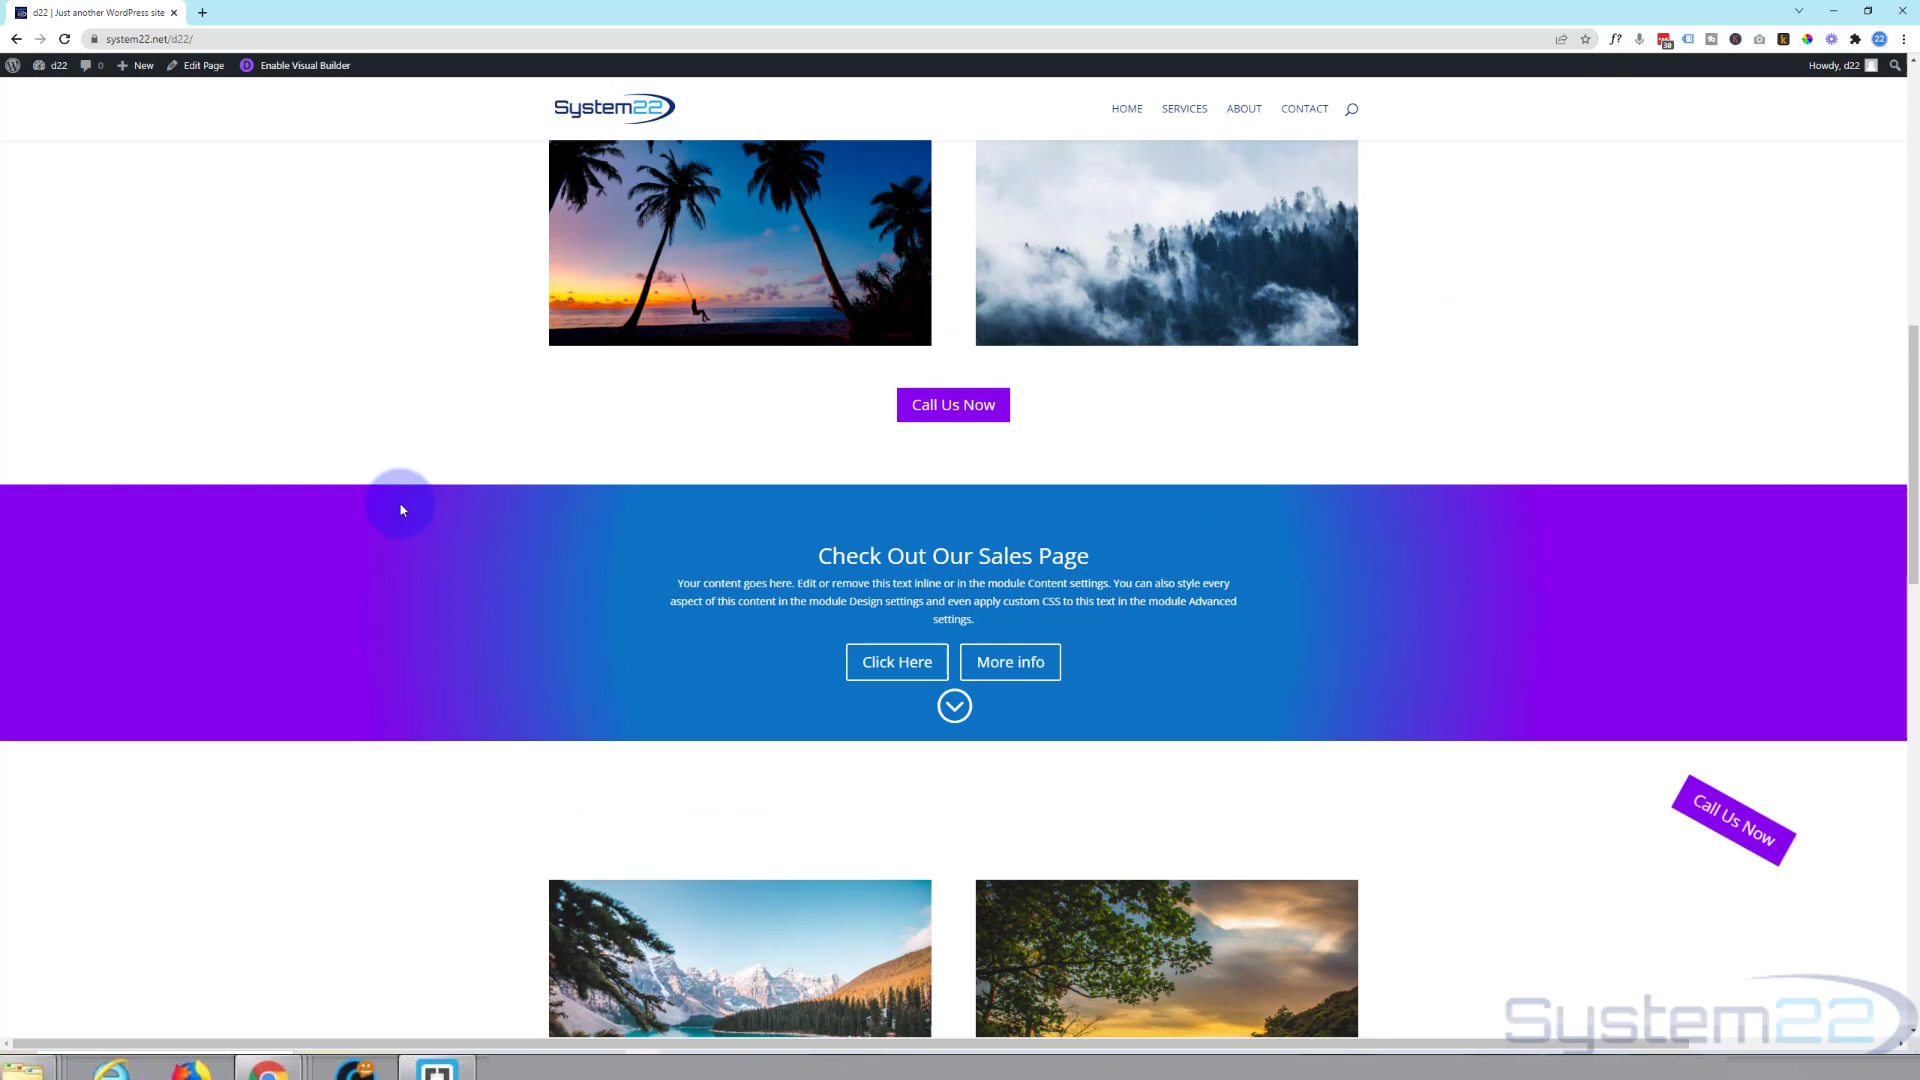 d22 | Just another WordPress site
system22.net/d22/
30
22
d22
0
New
Edit Page
D
Enable Visual Builder
Howdy, d22
System22
HOME
SERVICES
ABOUT
CONTACT
Call Us Now
Check Out Our Sales Page
Your content goes here. Edit or remove this text inline or in the module Content settings. You can also style every
aspect of this content in the module Design settings and even apply custom CSS to this text in the module Advanced
settings.
Click Here
More info
Call Us Now
System22